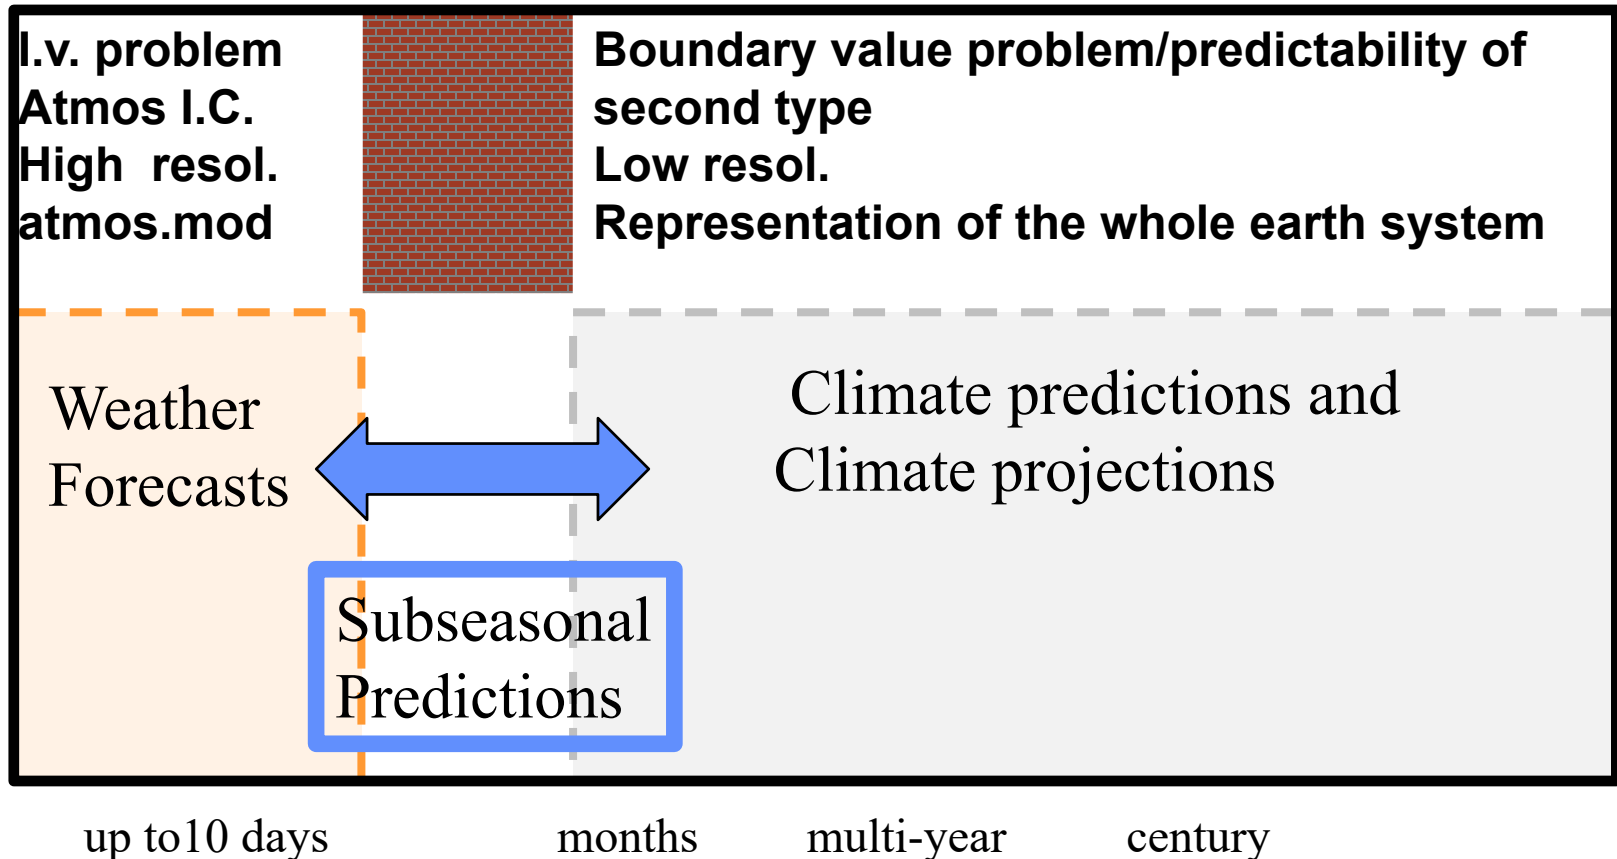 I.v. problem
Atmos I.C.
High resol.
atmos.mod
Boundary value problem/predictability of
second type
Low resol.
Representation of the whole earth system
Weather
Forecasts
Climate predictions and
Climate projections
Subseasonal
Predictions
up to10 days
months
multi-year
century